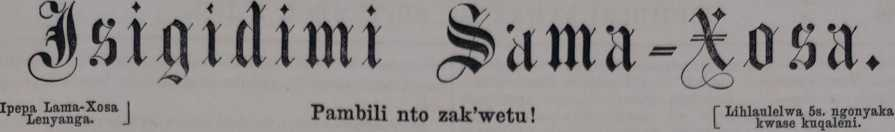 Isigidimi Sama-Xosa.
Ipepa Lama-Xosa
Lenyanga. ]
Pambili nto zak'wetu!
[ Lihlaulelwa 5s. ngonyaka
kwase kuqaleni.